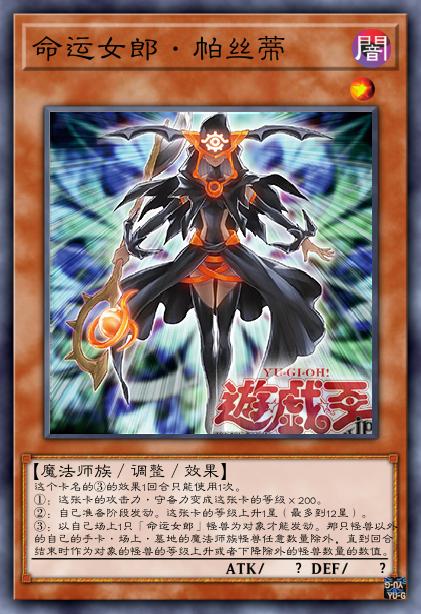 命运女郎・帕丝蒂
闇
YU-GI-OH!
遊戯王
.jp
【魔法师族／调整／效果】
这个卡名的③的效果1回合只能使用1次。
①：这张卡的攻击力・守备力变成这张卡的等级×200。
②：自己准备阶段发动。这张卡的等级上升1星（最多到12星）。
③：以自己场上1只「命运女郎」怪兽为对象才能发动。那只怪兽以外
的自己的手卡・场上・墓地的魔法师族怪兽任意数量除外，直到回合
结束时作为对象的怪兽的等级上升或者下降除外的怪兽数量的数值。
ATK/ ? DEF/ ?